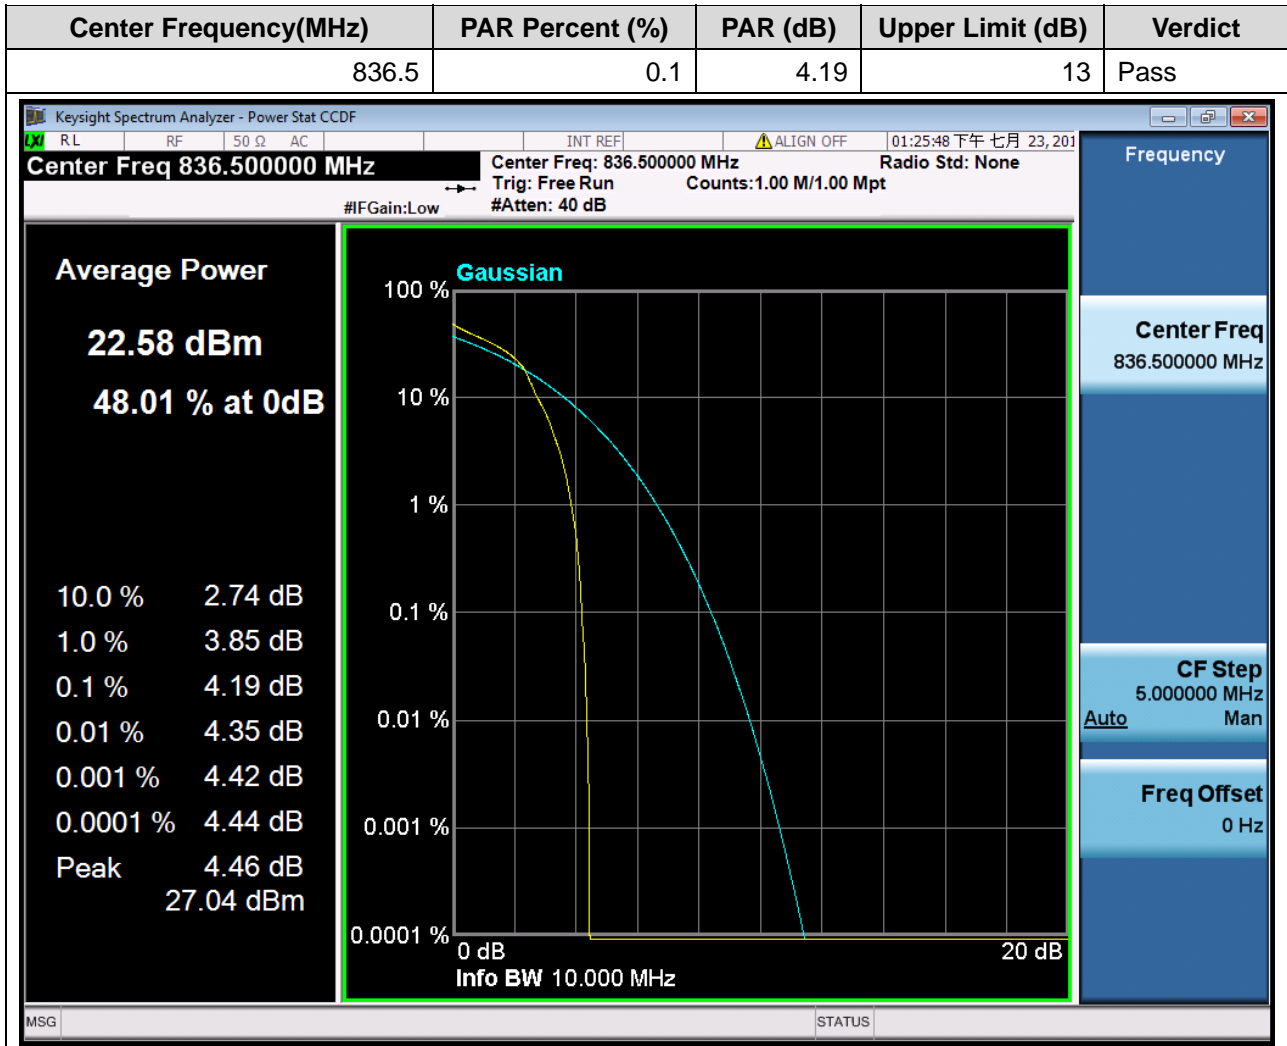 Center Frequency(MHz) PAR Percent (%) PAR (dB) Upper Limit (dB) Verdict
836.5 0.1 4.19 13 Pass
Keysight Spectrum Analyzer - Power Stat CCDF
LXI RL RF 50 Ω AC INT REF ALIGN OFF 01:25:48 下午 七月 23, 201
Center Freq 836.500000 MHz
#IFGain:Low
Center Freq: 836.500000 MHz
Trig: Free Run Counts:1.00 M/1.00 Mpt
#Atten: 40 dB
Radio Std: None
Average Power
22.58 dBm
48.01 % at 0dB
10.0 % 2.74 dB
1.0 % 3.85 dB
0.1 % 4.19 dB
0.01 % 4.35 dB
0.001 % 4.42 dB
0.0001 % 4.44 dB
Peak 4.46 dB
27.04 dBm
Gaussian
100 %
10 %
1 %
0.1 %
0.01 %
0.001 %
0.0001 %
0 dB 20 dB
Info BW 10.000 MHz
Frequency
Center Freq
836.500000 MHz
CF Step
5.000000 MHz
Auto Man
Freq Offset
0 Hz
MSG STATUS